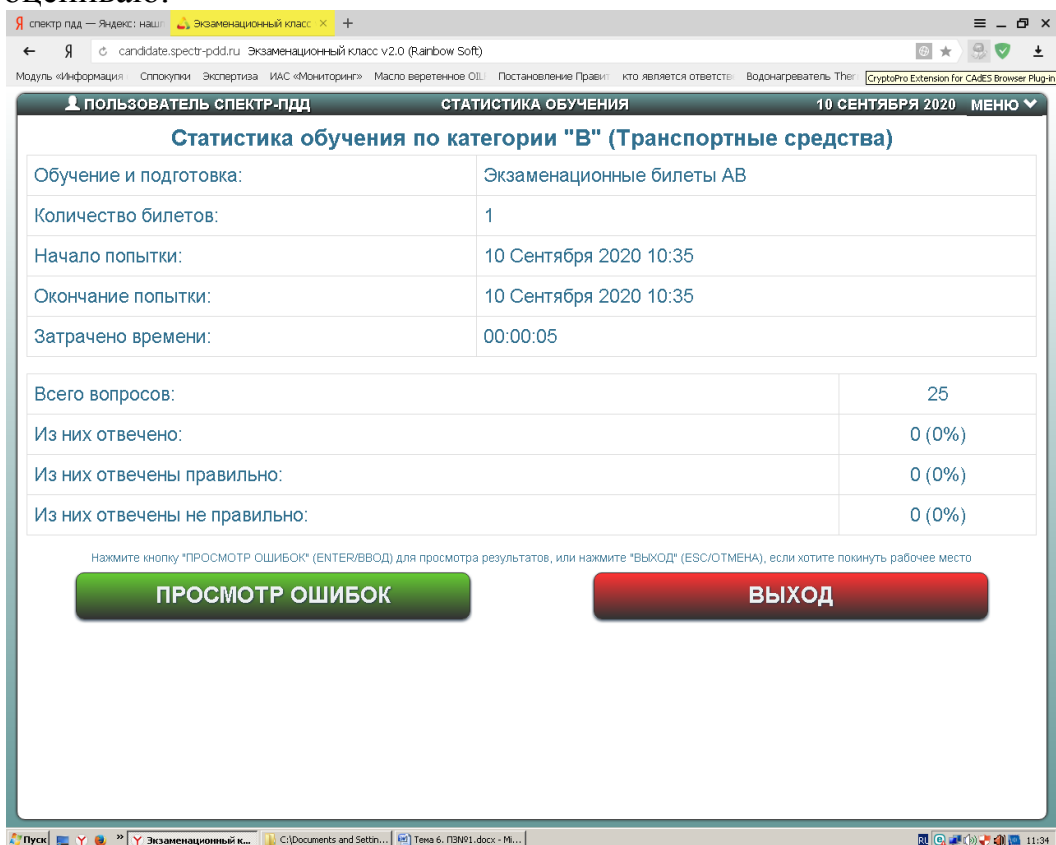 оцениваю.
спектр пдд — Яндекс: наш
Экзаменационный класс
candidate.spectr-pdd.ru Экзаменационный класс v2.0 (Rainbow Soft)
Модуль «Информация Сппокупки Экспертиза ИАС «Мониторинг» Масло веретенное OIL Постановление Прави кто является ответств Водонагреватель Ther
CryptoPro Extension for CAdES Browser Plug-in
ПОЛЬЗОВАТЕЛЬ СПЕКТР-ПДД СТАТИСТИКА ОБУЧЕНИЯ 10 СЕНТЯБРЯ 2020 МЕНЮ
Статистика обучения по категории "B" (Транспортные средства)
Обучение и подготовка: Экзаменационные билеты AB
Количество билетов: 1
Начало попытки: 10 Сентября 2020 10:35
Окончание попытки: 10 Сентября 2020 10:35
Затрачено времени: 00:00:05
Всего вопросов: 25
Из них отвечено: 0 (0%)
Из них отвечены правильно: 0 (0%)
Из них отвечены не правильно: 0 (0%)
Нажмите кнопку "ПРОСМОТР ОШИБОК" (ENTER/ВВОД) для просмотра результатов, или нажмите "ВЫХОД" (ESC/ОТМЕНА), если хотите покинуть рабочее место
ПРОСМОТР ОШИБОК ВЫХОД
Пуск Экзаменационный к... C:\Documents and Settin... Тема 6. ПЗ№91.docx - Mi... RU 11:34